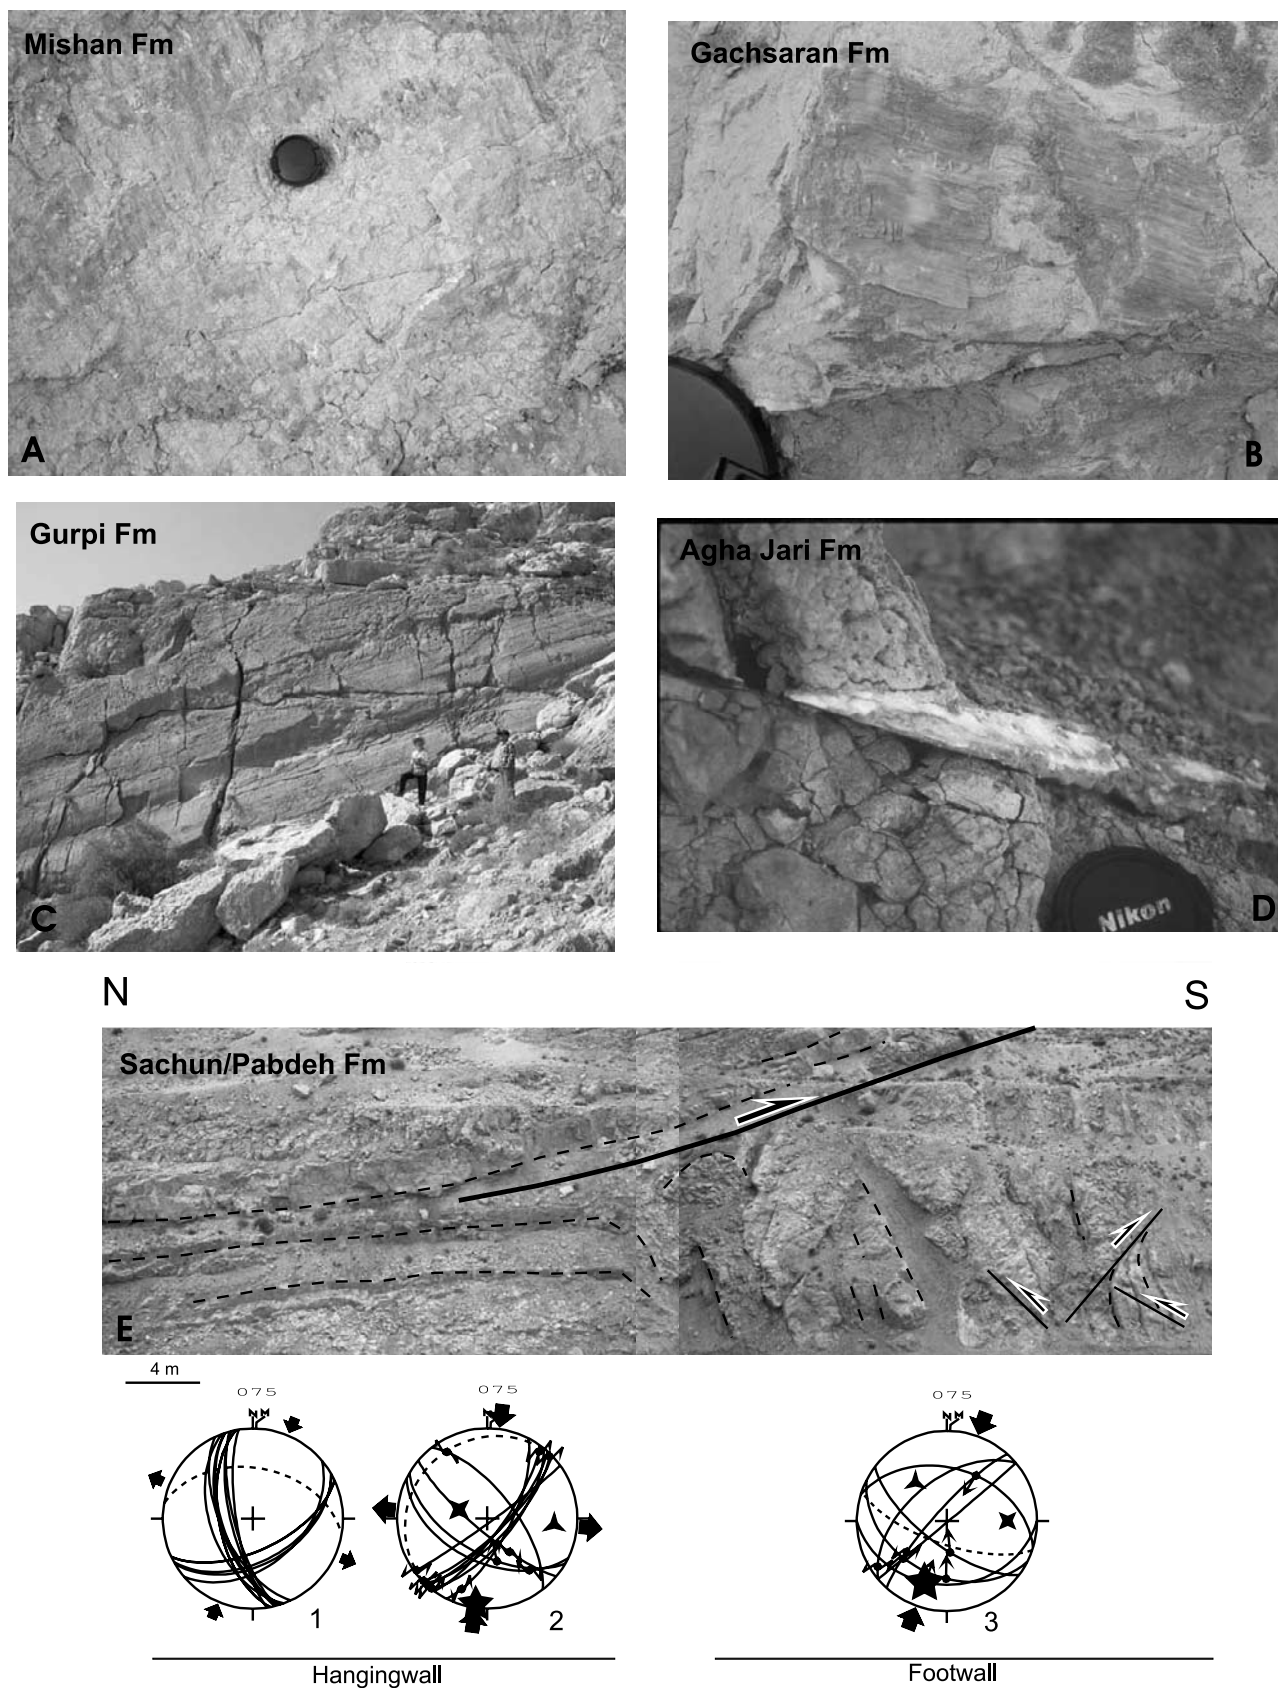 Mishan Fm
A
Gachsaran Fm
B
Gurpi Fm
C
Agha Jari Fm
Nikon
D
N
S
Sachun/Pabdeh Fm
E
4 m
075
N M
1
075
N M
2
075
N M
3
Hangingwall
Footwall